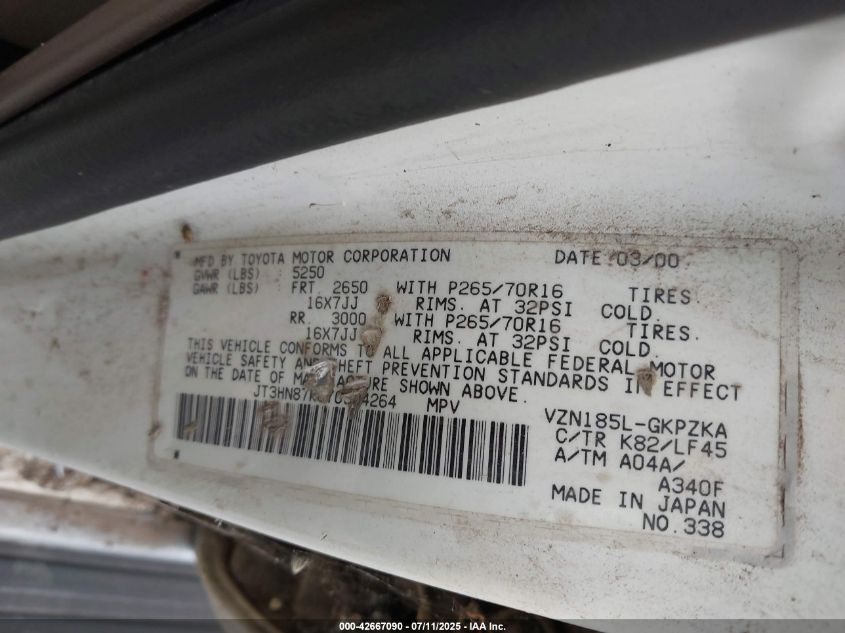 MFD BY TOYOTA MOTOR CORPORATION DATE: 03/00
GVWR (LBS) : 5250
GAWR (LBS) : FRT. 2650 WITH P265/70R16 TIRES.
16X7JJ RIMS. AT 32PSI COLD.
RR. 3000 WITH P265/70R16 TIRES.
16X7JJ RIMS. AT 32PSI COLD.
THIS VEHICLE CONFORMS TO ALL APPLICABLE FEDERAL MOTOR
VEHICLE SAFETY AND THEFT PREVENTION STANDARDS IN EFFECT
ON THE DATE OF MANUFACTURE SHOWN ABOVE.
MPV
VZN185L-GKPZKA
C/TR K82/LF45
A/TM A04A/
A340F
MADE IN JAPAN
NO.338
000-42667090 - 07/11/2025 - IAA Inc.